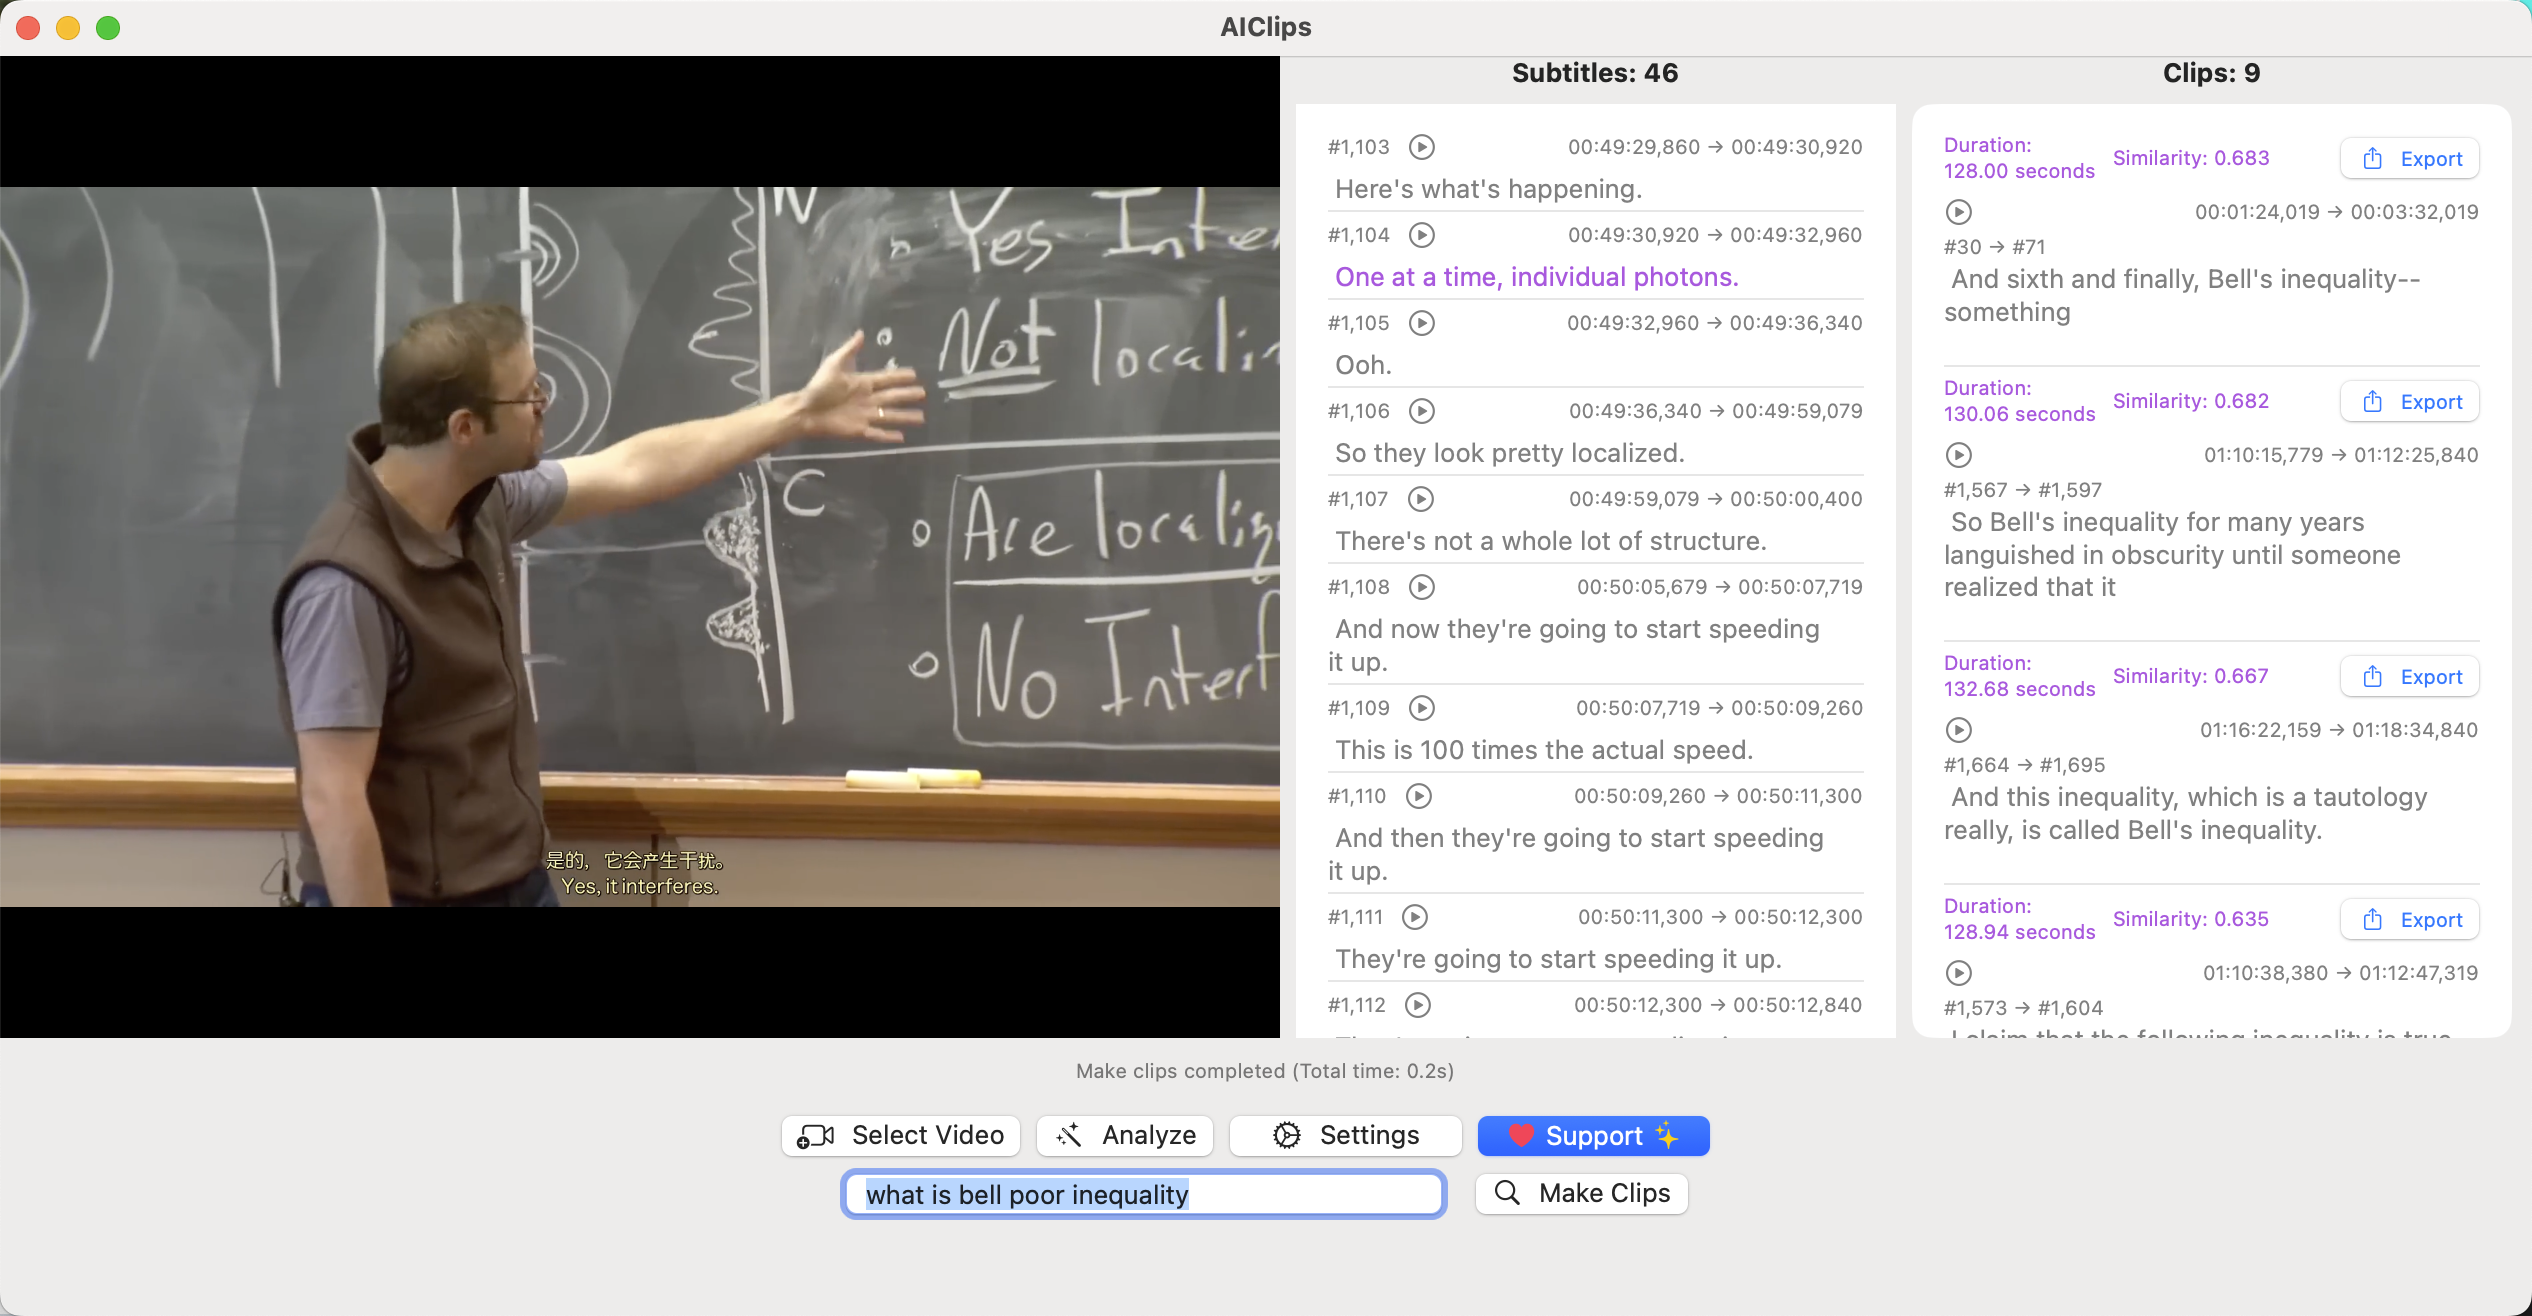 AIClips
N
Yes Inter
Not locali
C
Are localiz
No Interf
是的，它会产生干扰。
Yes, it interferes.
Subtitles: 46
#1,103 00:49:29,860 → 00:49:30,920
Here's what's happening.
#1,104 00:49:30,920 → 00:49:32,960
One at a time, individual photons.
#1,105 00:49:32,960 → 00:49:36,340
Ooh.
#1,106 00:49:36,340 → 00:49:59,079
So they look pretty localized.
#1,107 00:49:59,079 → 00:50:00,400
There's not a whole lot of structure.
#1,108 00:50:05,679 → 00:50:07,719
And now they're going to start speeding
it up.
#1,109 00:50:07,719 → 00:50:09,260
This is 100 times the actual speed.
#1,110 00:50:09,260 → 00:50:11,300
And then they're going to start speeding
it up.
#1,111 00:50:11,300 → 00:50:12,300
They're going to start speeding it up.
#1,112 00:50:12,300 → 00:50:12,840
Clips: 9
Duration:
128.00 seconds Similarity: 0.683 Export
00:01:24,019 → 00:03:32,019
#30 → #71
And sixth and finally, Bell's inequality--
something
Duration:
130.06 seconds Similarity: 0.682 Export
01:10:15,779 → 01:12:25,840
#1,567 → #1,597
So Bell's inequality for many years
languished in obscurity until someone
realized that it
Duration:
132.68 seconds Similarity: 0.667 Export
01:16:22,159 → 01:18:34,840
#1,664 → #1,695
And this inequality, which is a tautology
really, is called Bell's inequality.
Duration:
128.94 seconds Similarity: 0.635 Export
01:10:38,380 → 01:12:47,319
#1,573 → #1,604
I claim that the following inequality is true
Make clips completed (Total time: 0.2s)
Select Video Analyze Settings Support
what is bell poor inequality Make Clips